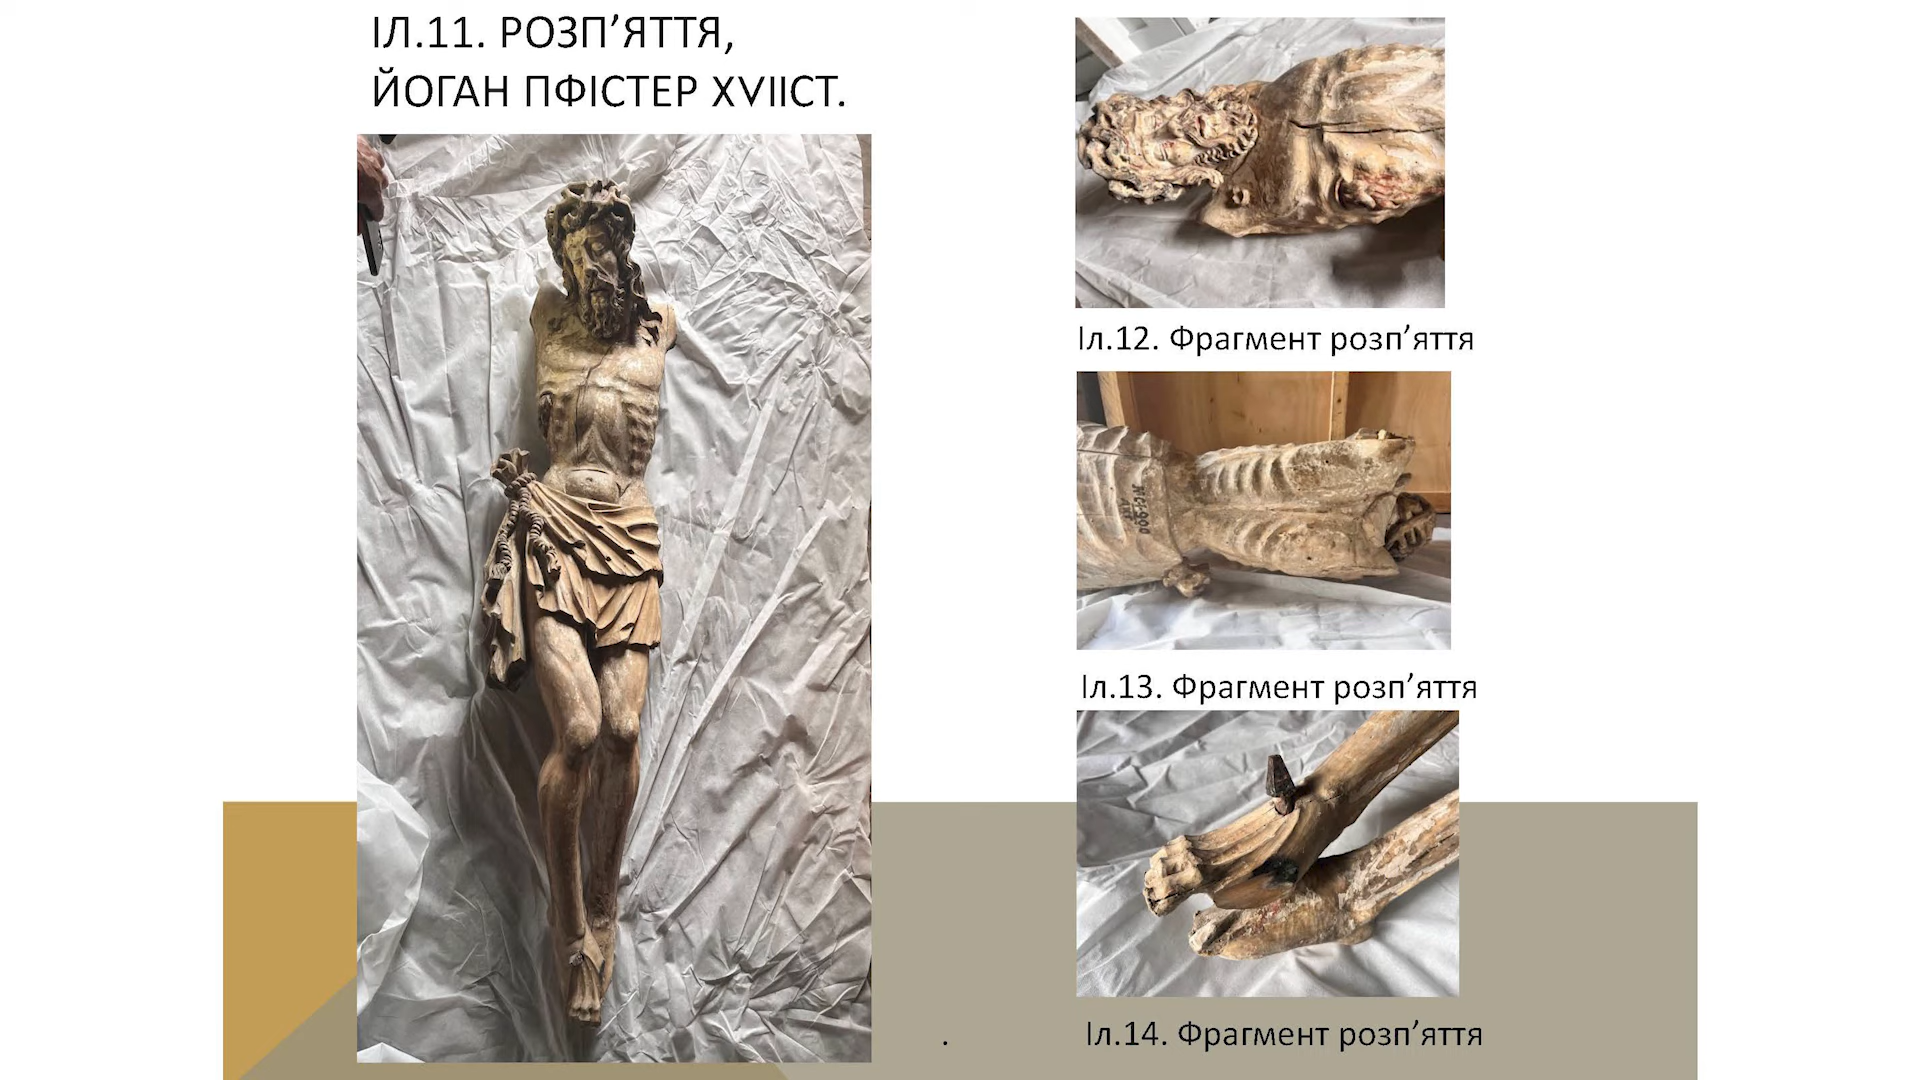 ІЛ.11. РОЗП’ЯТТЯ,
ЙОГАН ПФІСТЕР XVIIСТ.
Іл.12. Фрагмент розп’яття
Іл.13. Фрагмент розп’яття
Іл.14. Фрагмент розп’яття
.